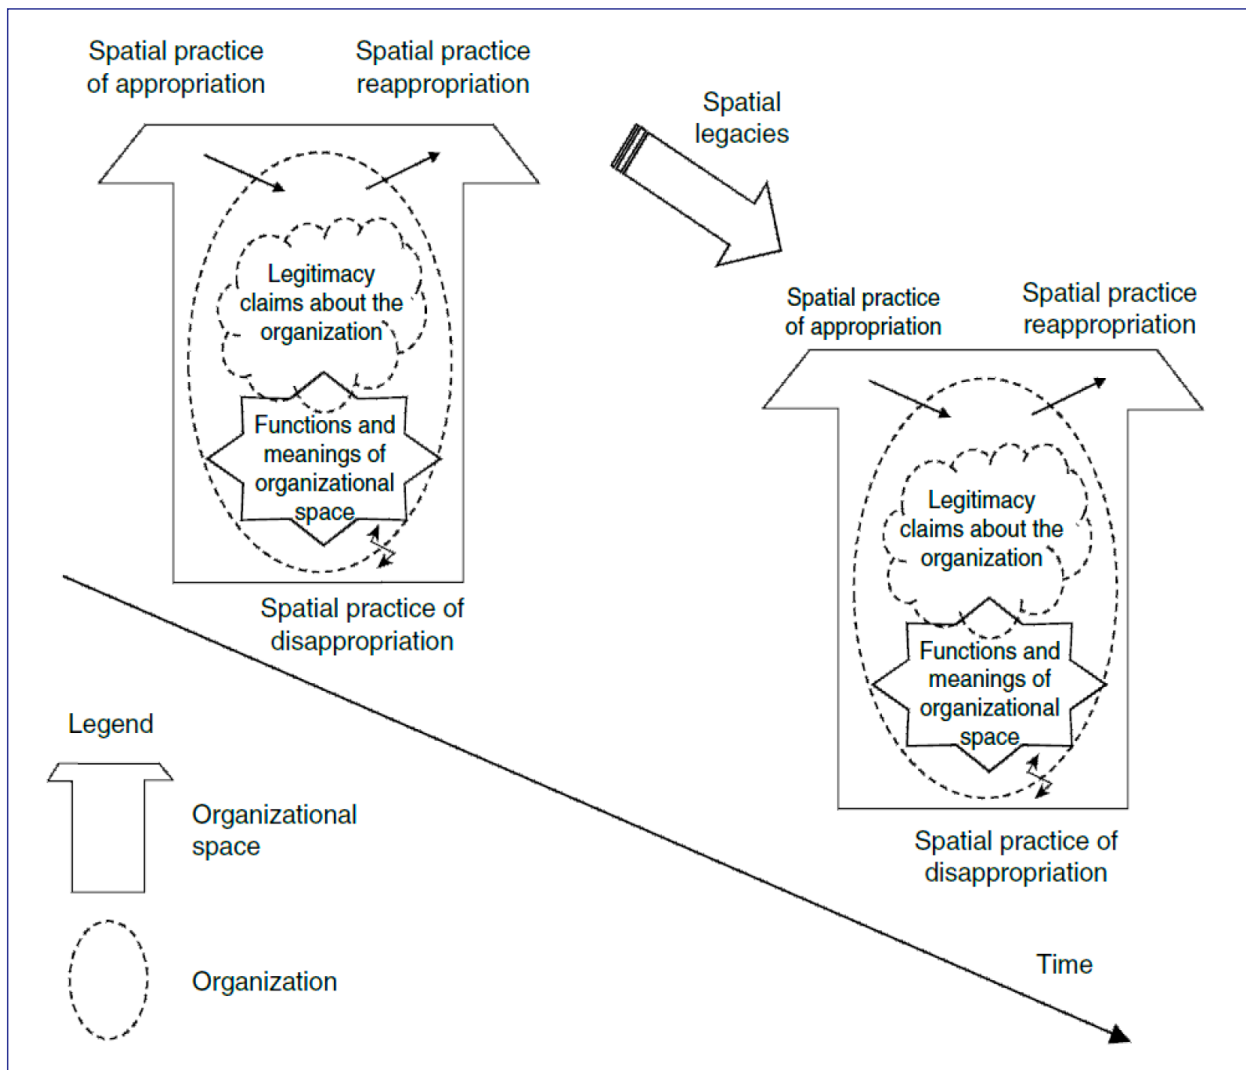 Spatial practice
of appropriation
Spatial practice
reappropriation
Spatial
legacies
Legitimacy
claims about the
organization
Functions and
meanings of
organizational
space
Spatial practice of
disappropriation
Spatial practice
of appropriation
Spatial practice
reappropriation
Legitimacy
claims about the
organization
Functions and
meanings of
organizational
space
Spatial practice of
disappropriation
Legend
Organizational
space
Organization
Time